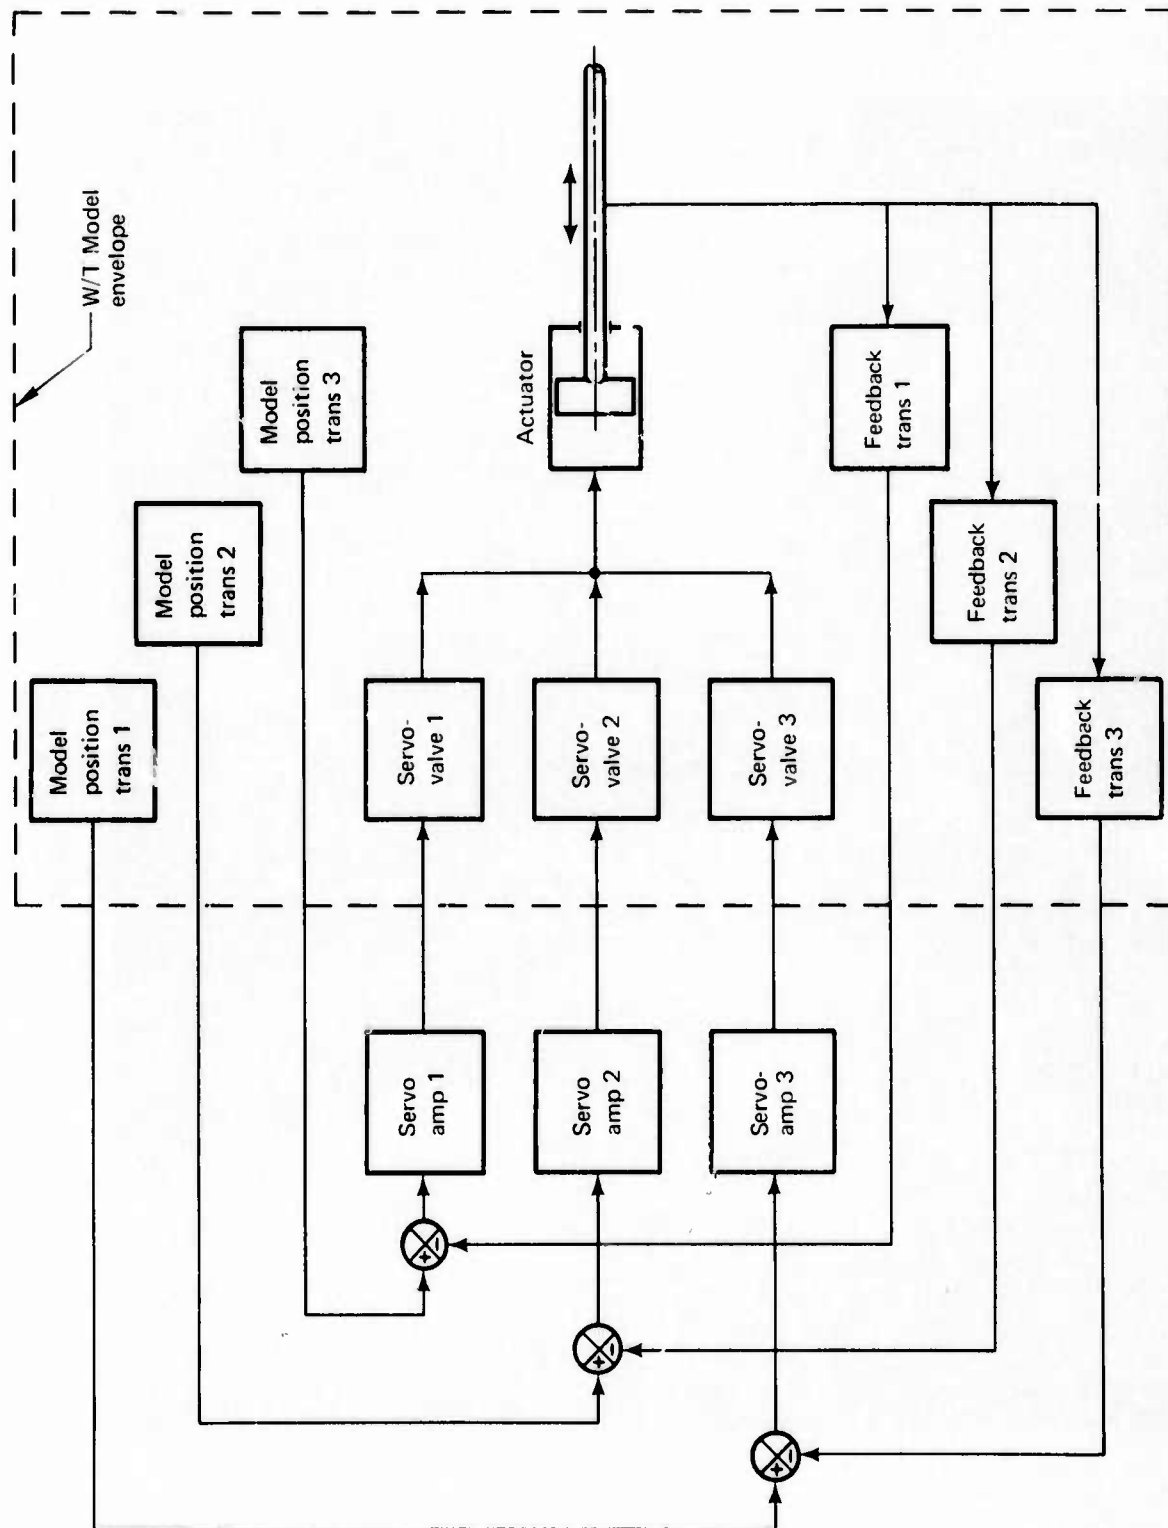 W/T Model
envelope
Model
position
trans 1
Model
position
trans 2
Model
position
trans 3
Actuator
Servo
amp 1
Servo-
valve 1
Servo
amp 2
Servo-
valve 2
Servo-
amp 3
Servo-
valve 3
Feedback
trans 1
Feedback
trans 2
Feedback
trans 3
+
-
+
-
+
-